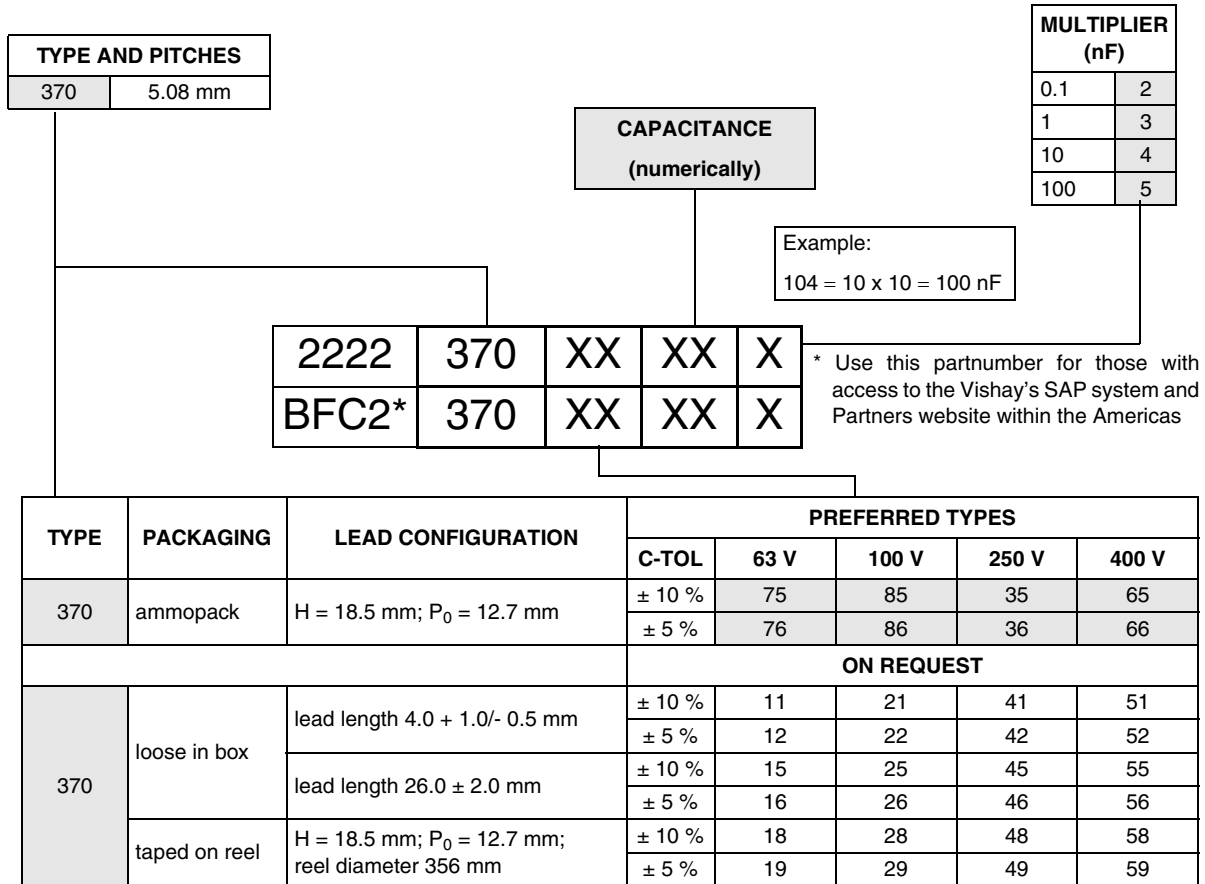 MULTIPLIER
(nF)
0.1 2
1 3
10 4
100 5
TYPE AND PITCHES
370 5.08 mm
CAPACITANCE
(numerically)
Example:
104 = 10 x 10 = 100 nF
2222 370 XX XX X
BFC2* 370 XX XX X
* Use this partnumber for those with
access to the Vishay's SAP system and
Partners website within the Americas
TYPE PACKAGING LEAD CONFIGURATION PREFERRED TYPES
C-TOL 63 V 100 V 250 V 400 V
370 ammopack H = 18.5 mm; P0 = 12.7 mm ± 10 % 75 85 35 65
± 5 % 76 86 36 66
ON REQUEST
370 loose in box lead length 4.0 + 1.0/- 0.5 mm ± 10 % 11 21 41 51
± 5 % 12 22 42 52
lead length 26.0 ± 2.0 mm ± 10 % 15 25 45 55
± 5 % 16 26 46 56
taped on reel H = 18.5 mm; P0 = 12.7 mm; ± 10 % 18 28 48 58
reel diameter 356 mm ± 5 % 19 29 49 59